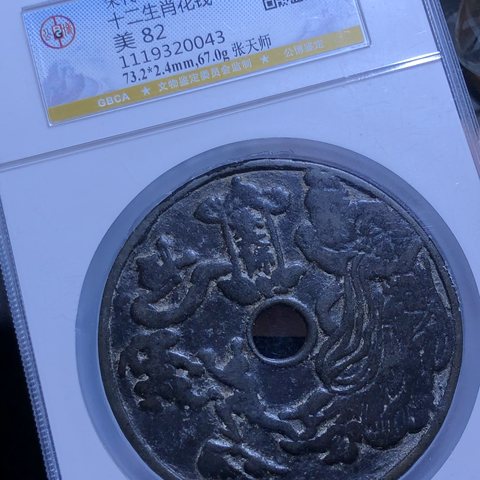 十二生肖花钱
美 82
1119320043
73.2*2.4mm,67.0g 张天师
GBCA ★ 文物鉴定委员会监制 ★ 公博鉴定